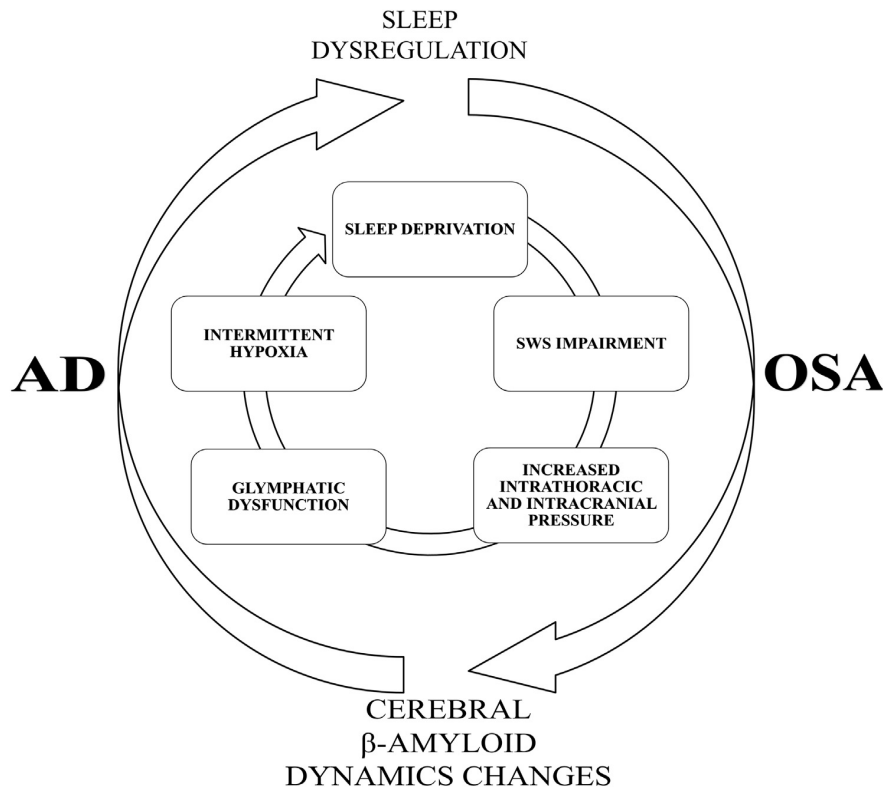 SLEEP
DYSREGULATION
SLEEP DEPRIVATION
INTERMITTENT
HYPOXIA
SWS IMPAIRMENT
AD
OSA
GLYMPHATIC
DYSFUNCTION
INCREASED
INTRATHORACIC
AND INTRACRANIAL
PRESSURE
CEREBRAL
β-AMYLOID
DYNAMICS CHANGES